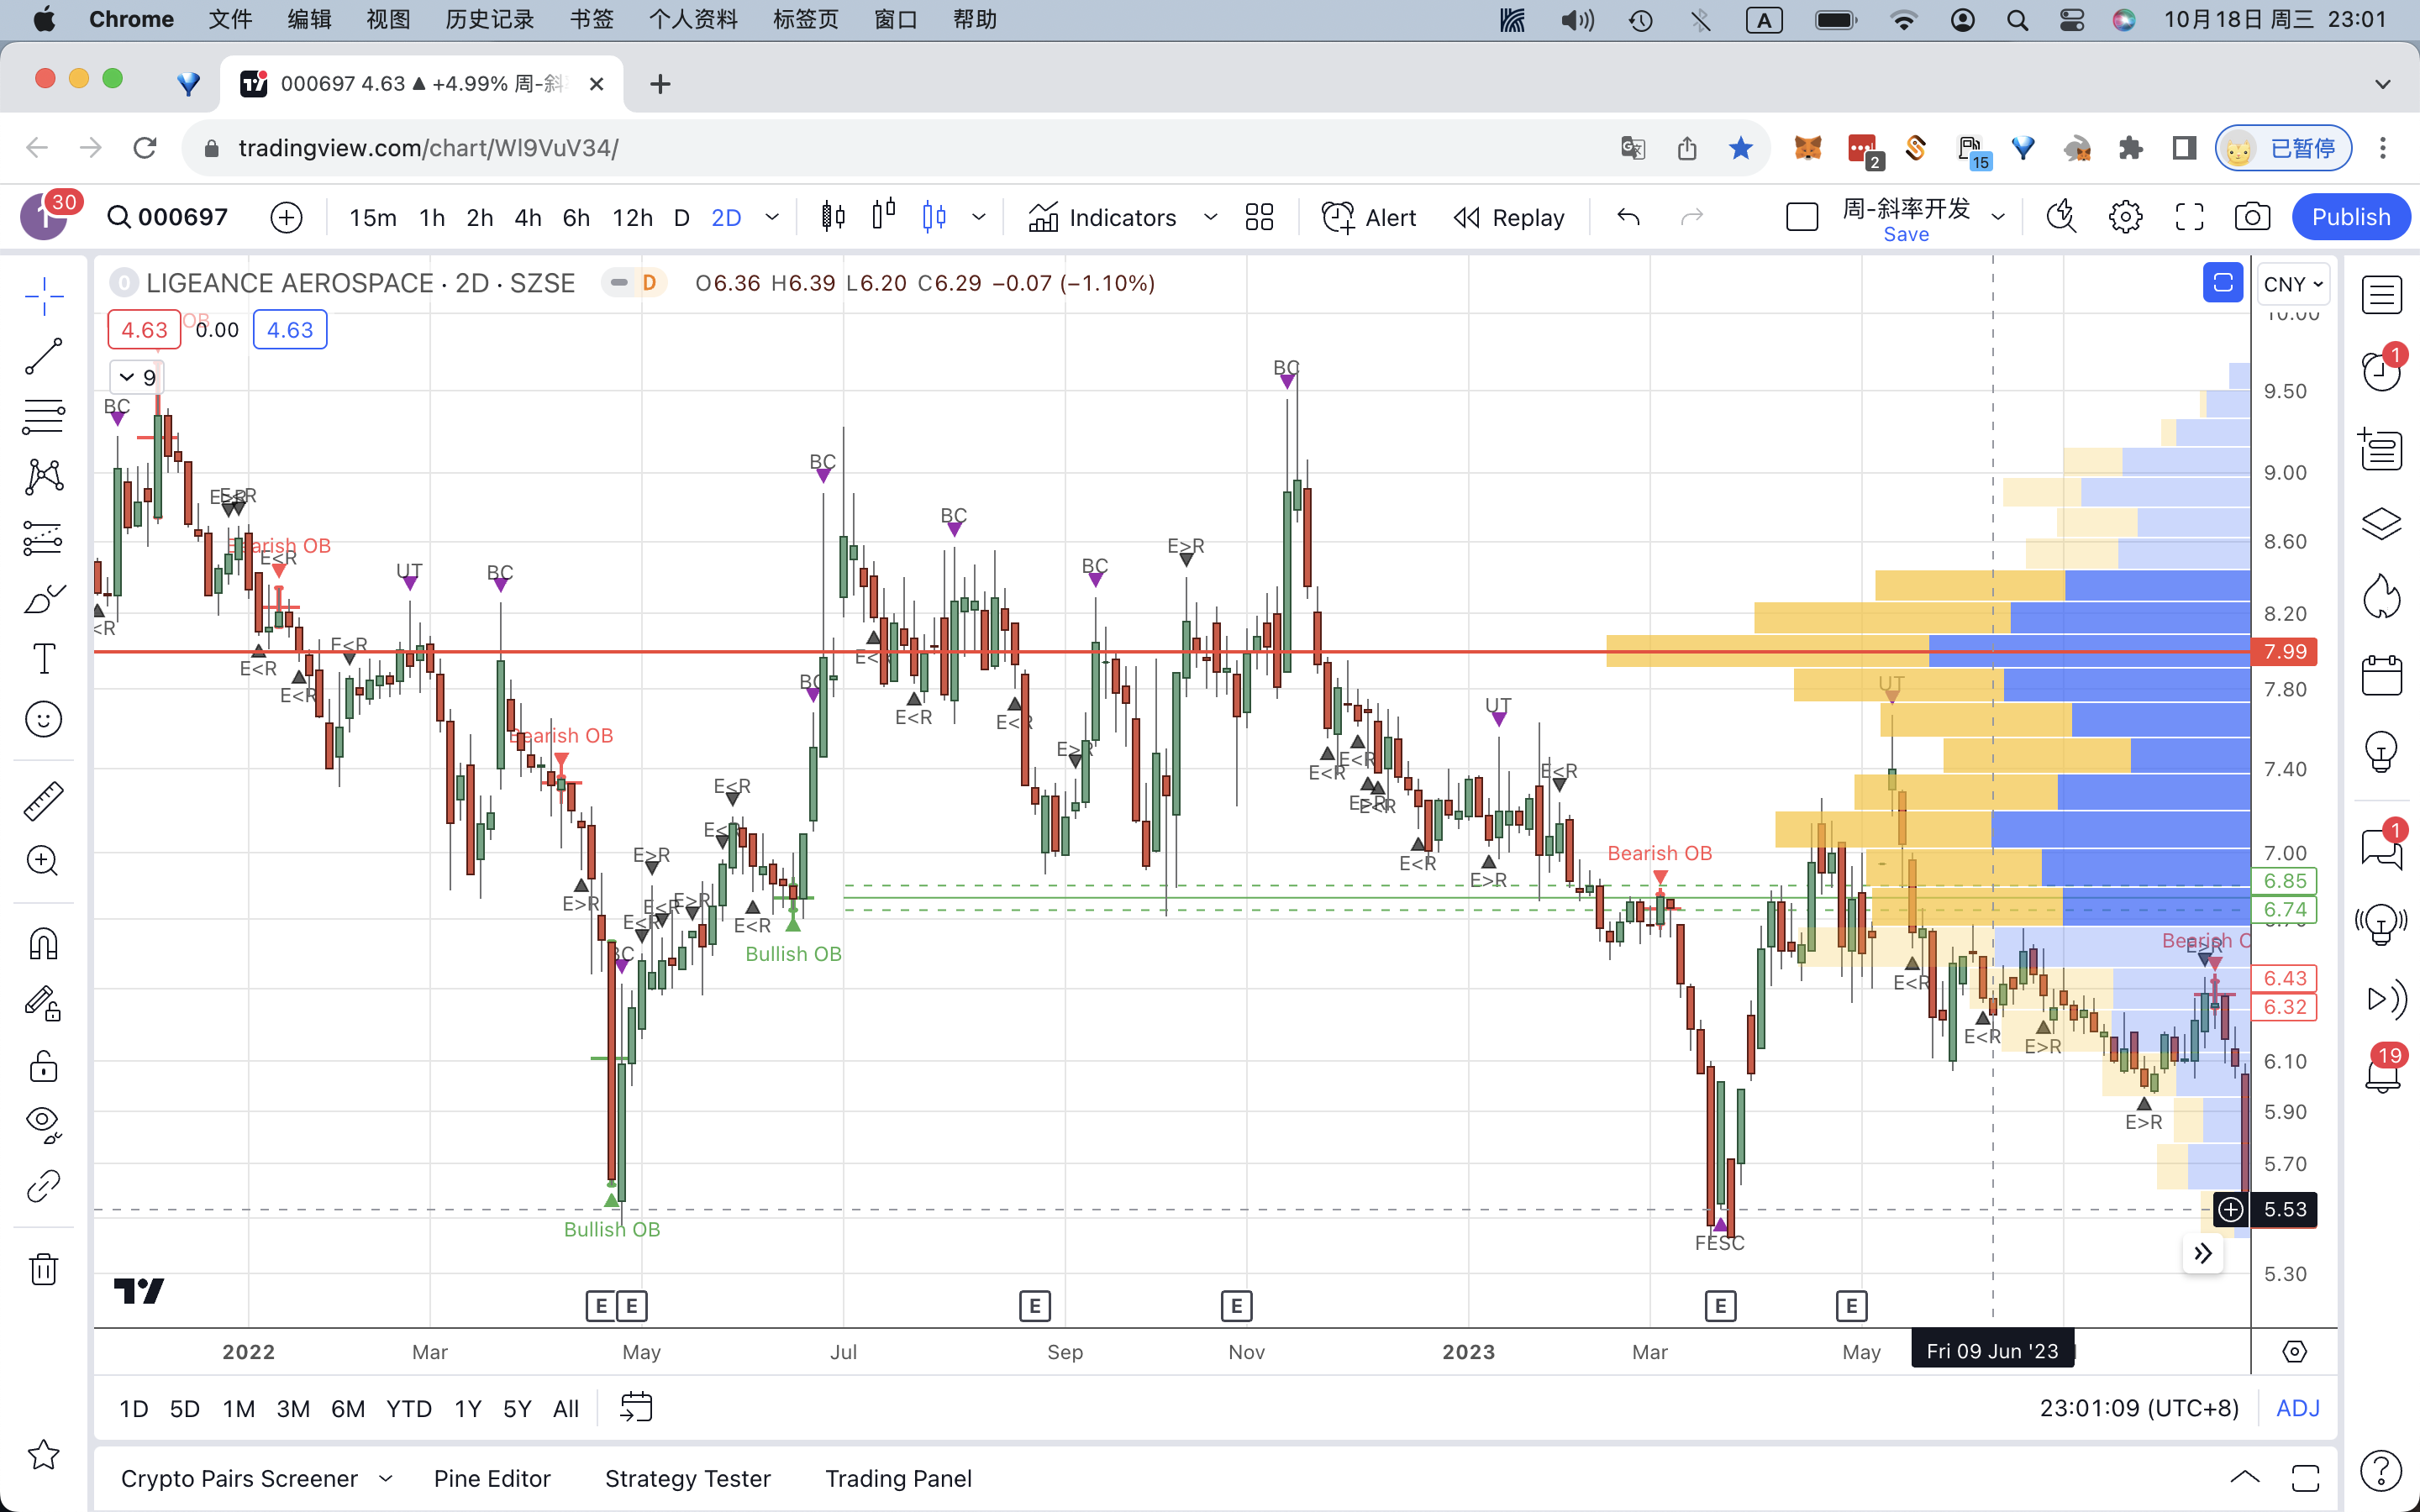 Chrome 文件 编辑 视图 历史记录 书签 个人资料 标签页 窗口 帮助 A 10月18日 周三 23:01
000697 4.63 ▲ +4.99% 周-斜
tradingview.com/chart/WI9VuV34/ 2 15 已暂停
30 000697 15m 1h 2h 4h 6h 12h D 2D Indicators Alert Replay 周-斜率开发 Save Publish
LIGEANCE AEROSPACE · 2D · SZSE D O6.36 H6.39 L6.20 C6.29 −0.07 (−1.10%) CNY
4.63 0.00 4.63
9
10.00
9.50
9.00
8.60
8.20
7.99
7.80
7.40
7.00
6.85
6.74
6.43
6.32
6.10
5.90
5.70
5.53
5.30
BC
BC
BC
BC
BC
BC
BC
UT
UT
UT
E>R
E<R
Bearish OB
E<R
E<R
E<R
E<R
Bearish OB
E<R
E<R
E>R
E>R
E<R
E>R
E<R
Bullish OB
Bullish OB
E<R
E<R
E>R
E<R
E<R
E<R
E>R
E<R
Bearish OB
E<R
E<R
E>R
E>R
E>R
FESC
E E E E E E
2022 Mar May Jul Sep Nov 2023 Mar May Fri 09 Jun '23
1D 5D 1M 3M 6M YTD 1Y 5Y All 23:01:09 (UTC+8) ADJ
Crypto Pairs Screener Pine Editor Strategy Tester Trading Panel
1
1
19